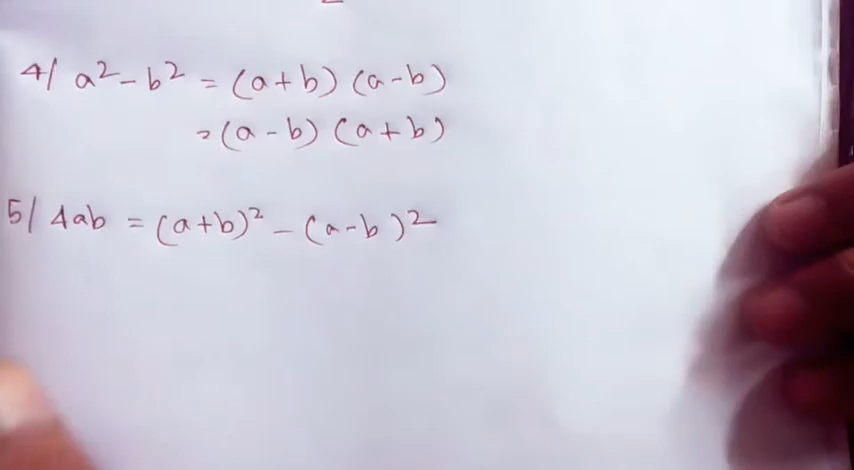 4/ a² - b² = (a+b) (a-b)
= (a-b) (a+b)
5/ 4ab = (a+b)² - (a-b)²